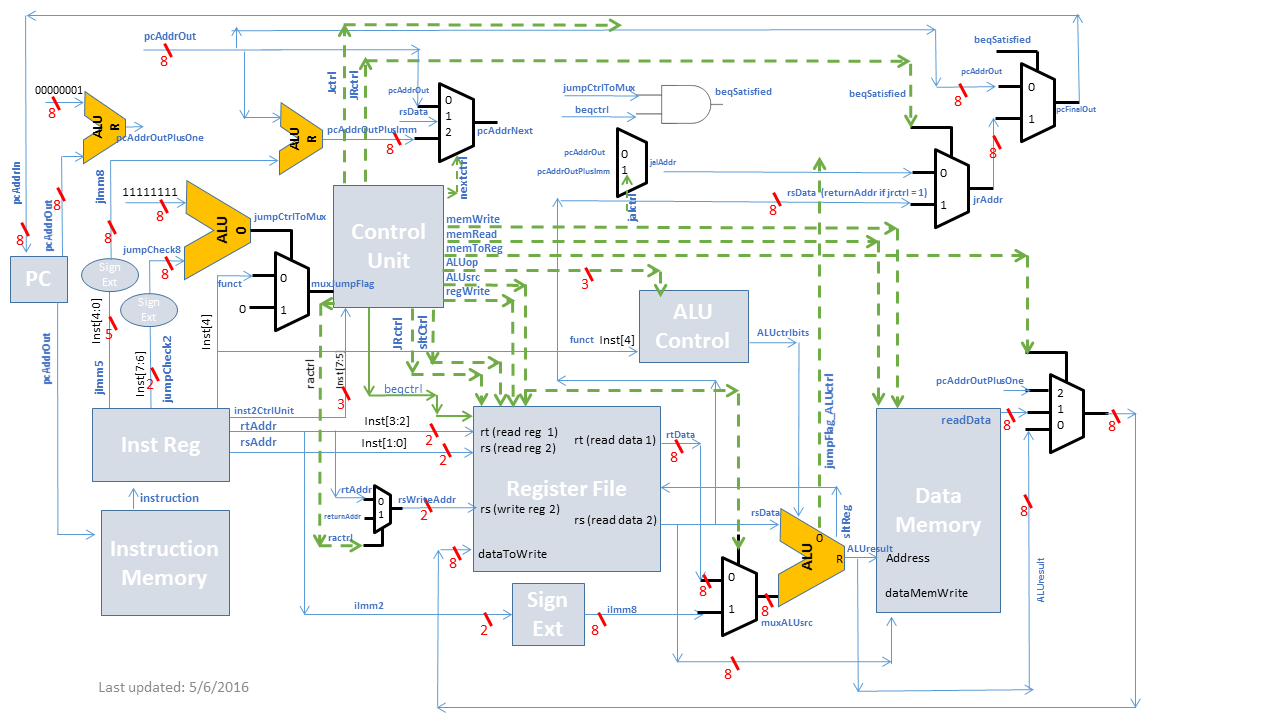 pcAddrOut
8
beqSatisfied
pcAddrOut
8
0
1
pcFinalOut
00000001
8
ALU
R
pcAddrOutPlusOne
ALU
R
pcAddrOutPlusImm
8
Jctrl
JRctrl
pcAddrOut
rsData
0
1
2
pcAddrNext
nextctrl
jumpCtrlToMux
beqctrl
beqSatisfied
beqSatisfied
8
pcAddrOut
pcAddrOutPlusImm
0
1
jalAddr
jalctrl
rsData (returnAddr if jrctrl = 1)
8
0
1
jrAddr
pcAddrIn
8
pcAddrOut
8
jImm8
8
11111111
8
jumpCheck8
8
ALU
0
jumpCtrlToMux
funct
0
0
1
muxJumpFlag
PC
Sign
Ext
Sign
Ext
Control
Unit
memWrite
memRead
memToReg
ALUop
ALUsrc
regWrite
3
ALU
Control
funct
Inst[4]
ALUctrlbits
pcAddrOut
Inst[4:0]
5
jImm5
Inst[7:6]
2
jumpCheck2
Inst[4]
ractrl
Inst[7:5]
3
JRctrl
sltCtrl
beqctrl
Inst Reg
inst2CtrlUnit
rtAddr
rsAddr
Inst[3:2]
2
Inst[1:0]
2
rt (read reg 1)
rs (read reg 2)
rt (read data 1)
Register File
rs (write reg 2)
rs (read data 2)
dataToWrite
8
rtData
8
rsData
jumpFlag_ALUctrl
sltReg
pcAddrOutPlusOne
2
1
0
8
readData
8
Data
Memory
Address
dataMemWrite
8
ALUresult
instruction
Instruction
Memory
rtAddr
returnAddr
ractrl
0
1
rsWriteAddr
2
iImm2
2
Sign
Ext
iImm8
8
8
0
1
8
muxALUsrc
ALU
0
R
ALUresult
8
Last updated: 5/6/2016